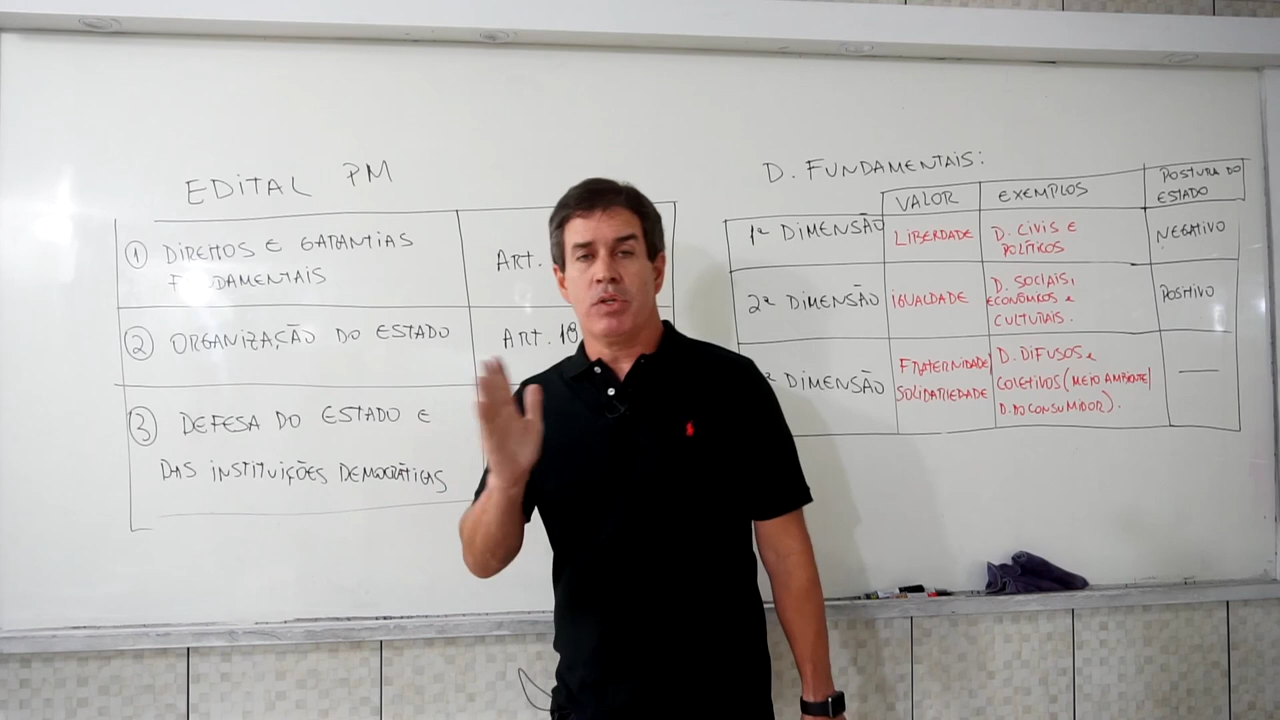 EDITAL PM
① DIREITOS E GARANTIAS
F DAMENTAIS
ART.
② ORGANIZAÇÃO DO ESTADO
ART. 18
③ DEFESA DO ESTADO E
DAS INSTITUIÇÕES DEMOCRÁTICAS
D. FUNDAMENTAIS:
VALOR
EXEMPLOS
POSTURA DO
ESTADO
1ª DIMENSÃO
LIBERDADE
D. CIVIS E
POLÍTICOS
NEGATIVO
2ª DIMENSÃO
IGUALDADE
D. SOCIAIS,
ECONÔMICOS E
CULTURAIS.
POSITIVO
ª DIMENSÃO
FRATERNIDADE/
SOLIDARIEDADE
D. DIFUSOS E
COLETIVOS (MEIO AMBIENTE/
D. DO CONSUMIDOR).
—